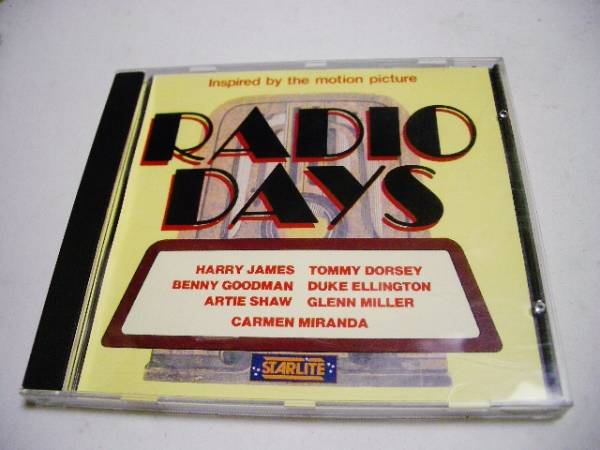 Inspired by the motion picture
RADIO
DAYS
HARRY JAMES TOMMY DORSEY
BENNY GOODMAN DUKE ELLINGTON
ARTIE SHAW GLENN MILLER
CARMEN MIRANDA
STARLITE